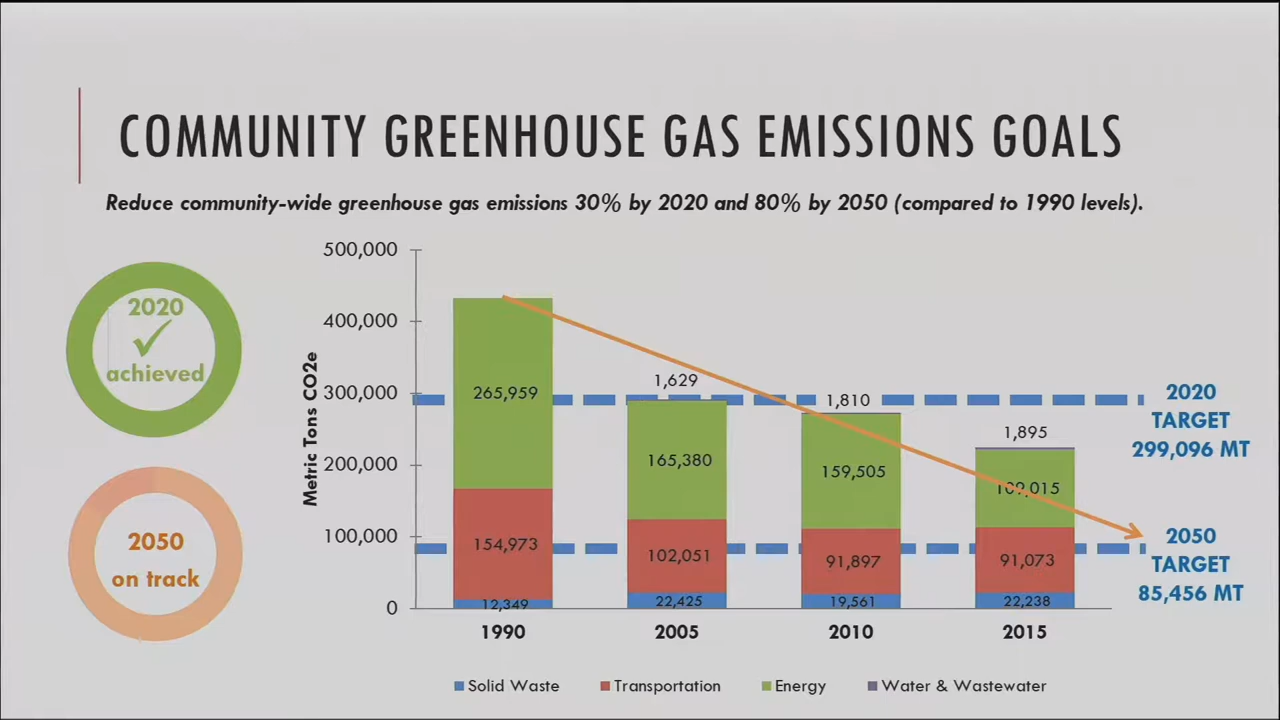 COMMUNITY GREENHOUSE GAS EMISSIONS GOALS
Reduce community-wide greenhouse gas emissions 30% by 2020 and 80% by 2050 (compared to 1990 levels).
2020
✓
achieved
2050
on track
Metric Tons CO2e
500,000
400,000
300,000
200,000
100,000
0
265,959
154,973
12,349
1990
1,629
165,380
102,051
22,425
2005
1,810
159,505
91,897
19,561
2010
1,895
109,015
91,073
22,238
2015
2020
TARGET
299,096 MT
2050
TARGET
85,456 MT
Solid Waste
Transportation
Energy
Water & Wastewater